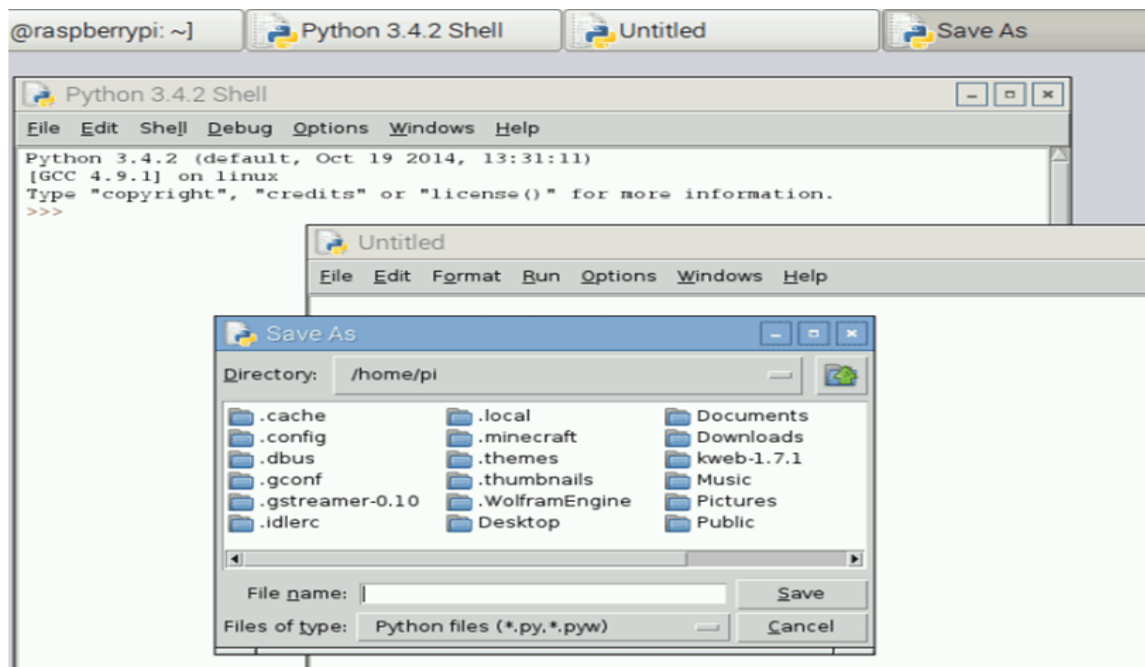 @raspberrypi: ~] Python 3.4.2 Shell Untitled Save As
Python 3.4.2 Shell
File Edit Shell Debug Options Windows Help
Python 3.4.2 (default, Oct 19 2014, 13:31:11)
[GCC 4.9.1] on linux
Type "copyright", "credits" or "license()" for more information.
>>>
Untitled
File Edit Format Run Options Windows Help
Save As
Directory: /home/pi
.cache .local Documents
.config .minecraft Downloads
.dbus .themes kweb-1.7.1
.gconf .thumbnails Music
.gstreamer-0.10 .WolframEngine Pictures
.idlerc Desktop Public
File name: Save
Files of type: Python files (*.py,*.pyw) Cancel